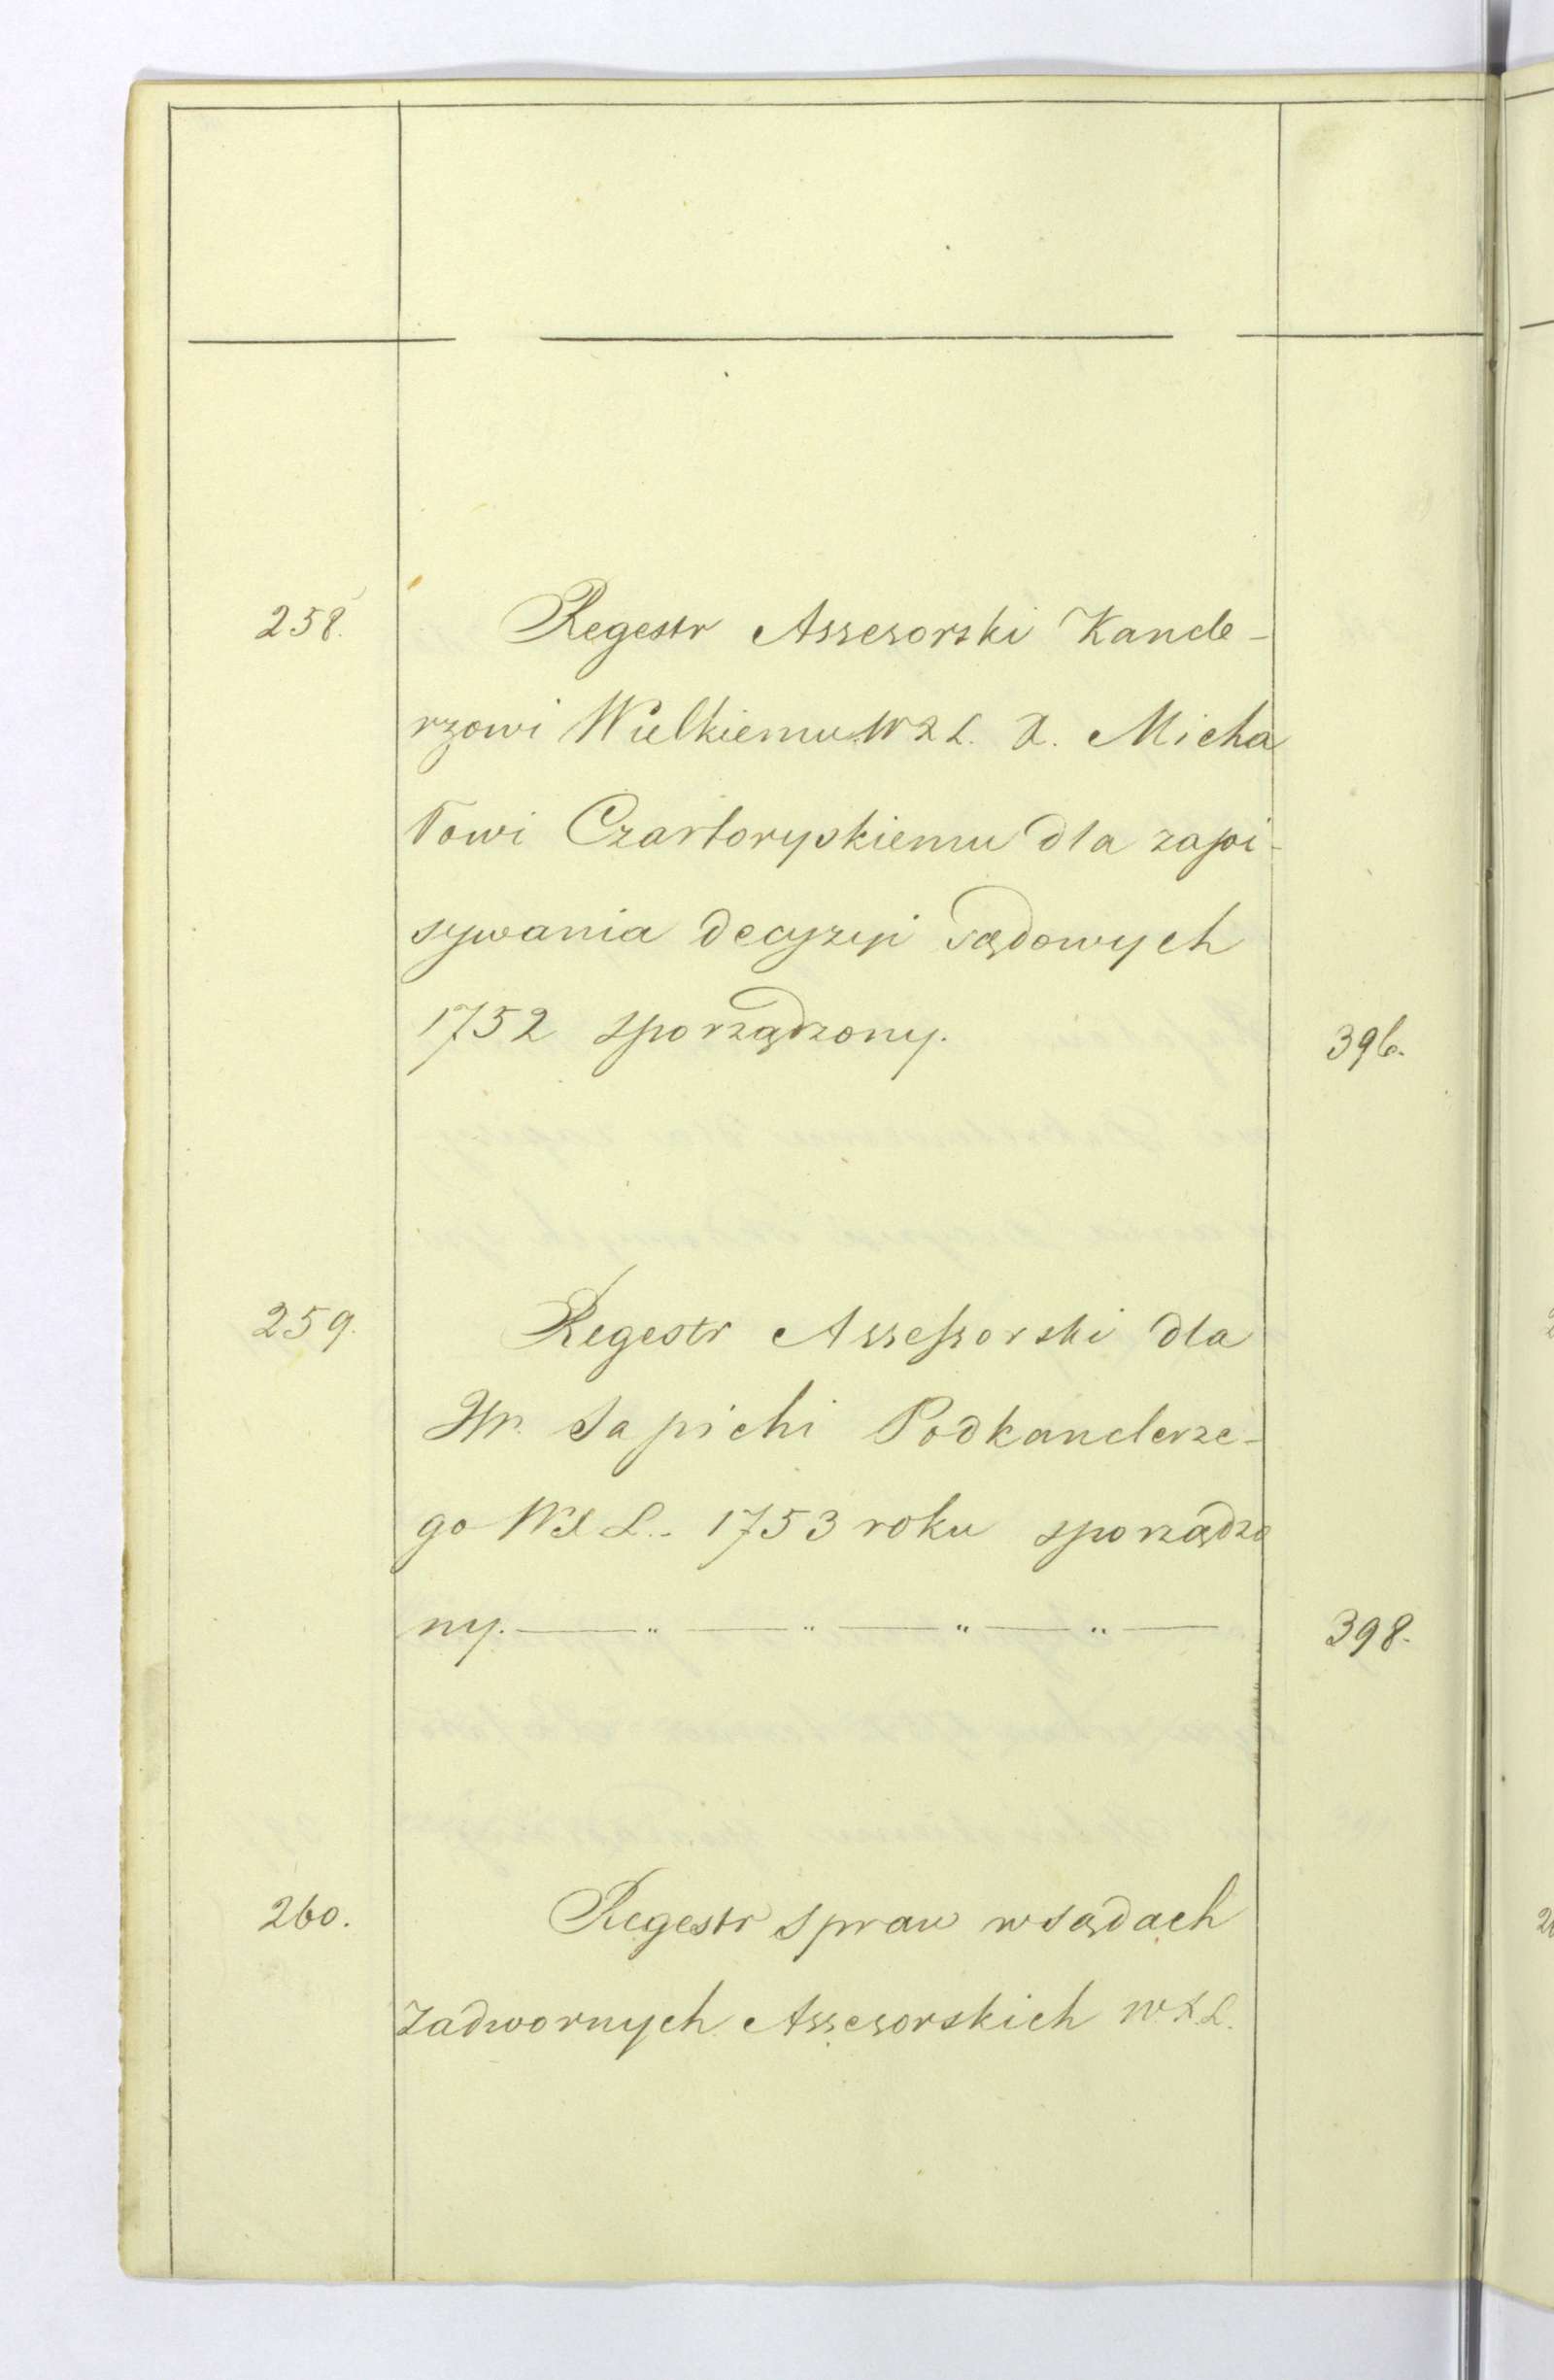 258. Regestr Assesorski Kancle-
rzowi Wielkiemu W X L. X. Micha
łowi Czartoryskiemu dla zapi-
sywania decyzyi sądowych
1752 sporządzony. 396.
259. Regestr Assessorski dla
JW. Sapiehi Podkanclerze-
go W X L.. 1753 roku sporządzo
ny. — " — " — " — " — 398.
260. Regestr spraw w sądach
Zadwornych Assesorskich W. X. L.